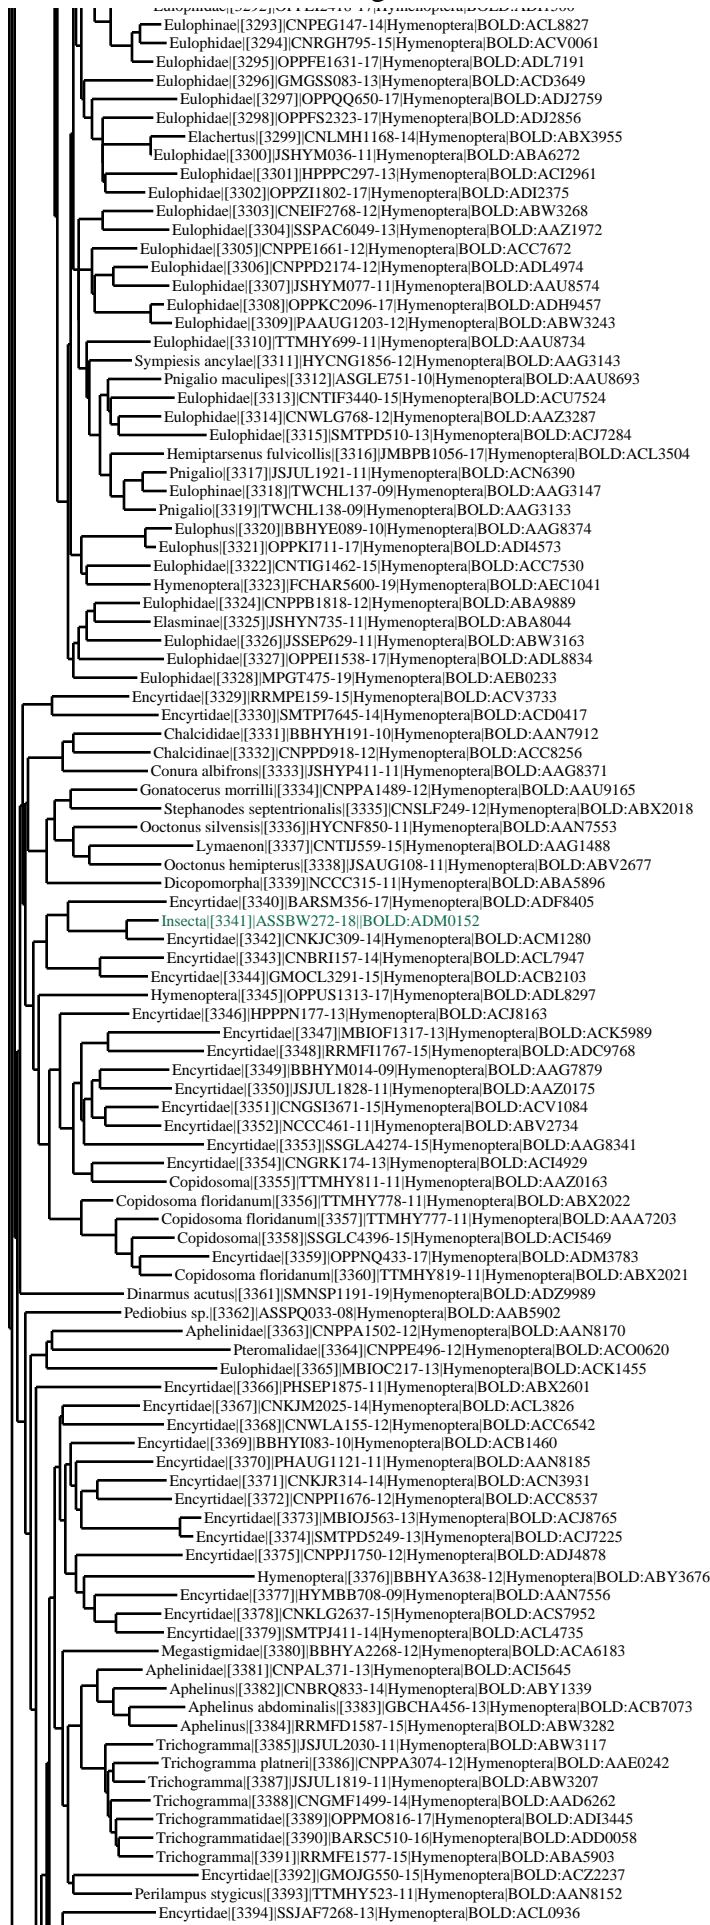 Eulophinae|[3293]|CNPEG147-14|Hymenoptera|BOLD:ACL8827
Eulophidae|[3294]|CNRGH795-15|Hymenoptera|BOLD:ACV0061
Eulophidae|[3295]|OPPFE1631-17|Hymenoptera|BOLD:ADL7191
Eulophidae|[3296]|GMGSS083-13|Hymenoptera|BOLD:ACD3649
Eulophidae|[3297]|OPPQQ650-17|Hymenoptera|BOLD:ADJ2759
Eulophidae|[3298]|OPPFS2323-17|Hymenoptera|BOLD:ADJ2856
Elachertus|[3299]|CNLMH1168-14|Hymenoptera|BOLD:ABX3955
Eulophidae|[3300]|JSHYM036-11|Hymenoptera|BOLD:ABA6272
Eulophidae|[3301]|HPPPC297-13|Hymenoptera|BOLD:ACI2961
Eulophidae|[3302]|OPPZI1802-17|Hymenoptera|BOLD:ADI2375
Eulophidae|[3303]|CNEIF2768-12|Hymenoptera|BOLD:ABW3268
Eulophidae|[3304]|SSPAC6049-13|Hymenoptera|BOLD:AAZ1972
Eulophidae|[3305]|CNPPE1661-12|Hymenoptera|BOLD:ACC7672
Eulophidae|[3306]|CNPPD2174-12|Hymenoptera|BOLD:ADL4974
Eulophidae|[3307]|JSHYM077-11|Hymenoptera|BOLD:AAU8574
Eulophidae|[3308]|OPPKC2096-17|Hymenoptera|BOLD:ADH9457
Eulophidae|[3309]|PAAUG1203-12|Hymenoptera|BOLD:ABW3243
Eulophidae|[3310]|TTMHY699-11|Hymenoptera|BOLD:AAU8734
Sympiesis ancylae|[3311]|HYCNG1856-12|Hymenoptera|BOLD:AAG3143
Pnigalio maculipes|[3312]|ASGLE751-10|Hymenoptera|BOLD:AAU8693
Eulophidae|[3313]|CNTIF3440-15|Hymenoptera|BOLD:ACU7524
Eulophidae|[3314]|CNWLG768-12|Hymenoptera|BOLD:AAZ3287
Eulophidae|[3315]|SMTPD510-13|Hymenoptera|BOLD:ACJ7284
Hemiptarsenus fulvicollis|[3316]|JMBPB1056-17|Hymenoptera|BOLD:ACL3504
Pnigalio|[3317]|JSJUL1921-11|Hymenoptera|BOLD:ACN6390
Eulophinae|[3318]|TWCHL137-09|Hymenoptera|BOLD:AAG3147
Pnigalio|[3319]|TWCHL138-09|Hymenoptera|BOLD:AAG3133
Eulophus|[3320]|BBHYE089-10|Hymenoptera|BOLD:AAG8374
Eulophus|[3321]|OPPKI711-17|Hymenoptera|BOLD:ADI4573
Eulophidae|[3322]|CNTIG1462-15|Hymenoptera|BOLD:ACC7530
Hymenoptera|[3323]|FCHAR5600-19|Hymenoptera|BOLD:AEC1041
Eulophidae|[3324]|CNPPB1818-12|Hymenoptera|BOLD:ABA9889
Elasminae|[3325]|JSHYN735-11|Hymenoptera|BOLD:ABA8044
Eulophidae|[3326]|JSSEP629-11|Hymenoptera|BOLD:ABW3163
Eulophidae|[3327]|OPPEI1538-17|Hymenoptera|BOLD:ADL8834
Eulophidae|[3328]|MPGT475-19|Hymenoptera|BOLD:AEB0233
Encyrtidae|[3329]|RRMPE159-15|Hymenoptera|BOLD:ACV3733
Encyrtidae|[3330]|SMTPI7645-14|Hymenoptera|BOLD:ACD0417
Chalcididae|[3331]|BBHYH191-10|Hymenoptera|BOLD:AAN7912
Chalcidinae|[3332]|CNPPD918-12|Hymenoptera|BOLD:ACC8256
Conura albifrons|[3333]|JSHYP411-11|Hymenoptera|BOLD:AAG8371
Gonatocerus morrilli|[3334]|CNPPA1489-12|Hymenoptera|BOLD:AAU9165
Stephanodes septentrionalis|[3335]|CNSLF249-12|Hymenoptera|BOLD:ABX2018
Ooctonus silvensis|[3336]|HYCNF850-11|Hymenoptera|BOLD:AAN7553
Lymaenon|[3337]|CNTIJ559-15|Hymenoptera|BOLD:AAG1488
Ooctonus hemipterus|[3338]|JSAUG108-11|Hymenoptera|BOLD:ABV2677
Dicopomorpha|[3339]|NCCC315-11|Hymenoptera|BOLD:ABA5896
Encyrtidae|[3340]|BARSM356-17|Hymenoptera|BOLD:ADF8405
Insecta|[3341]|ASSBW272-18||BOLD:ADM0152
Encyrtidae|[3342]|CNKJC309-14|Hymenoptera|BOLD:ACM1280
Encyrtidae|[3343]|CNBRI157-14|Hymenoptera|BOLD:ACL7947
Encyrtidae|[3344]|GMOCL3291-15|Hymenoptera|BOLD:ACB2103
Hymenoptera|[3345]|OPPUS1313-17|Hymenoptera|BOLD:ADL8297
Encyrtidae|[3346]|HPPPN177-13|Hymenoptera|BOLD:ACJ8163
Encyrtidae|[3347]|MBIOF1317-13|Hymenoptera|BOLD:ACK5989
Encyrtidae|[3348]|RRMFI1767-15|Hymenoptera|BOLD:ADC9768
Encyrtidae|[3349]|BBHYM014-09|Hymenoptera|BOLD:AAG7879
Encyrtidae|[3350]|JSJUL1828-11|Hymenoptera|BOLD:AAZ0175
Encyrtidae|[3351]|CNGSI3671-15|Hymenoptera|BOLD:ACV1084
Encyrtidae|[3352]|NCCC461-11|Hymenoptera|BOLD:ABV2734
Encyrtidae|[3353]|SSGLA4274-15|Hymenoptera|BOLD:AAG8341
Encyrtidae|[3354]|CNGRK174-13|Hymenoptera|BOLD:ACI4929
Copidosoma|[3355]|TTMHY811-11|Hymenoptera|BOLD:AAZ0163
Copidosoma floridanum|[3356]|TTMHY778-11|Hymenoptera|BOLD:ABX2022
Copidosoma floridanum|[3357]|TTMHY777-11|Hymenoptera|BOLD:AAA7203
Copidosoma|[3358]|SSGLC4396-15|Hymenoptera|BOLD:ACI5469
Encyrtidae|[3359]|OPPNQ433-17|Hymenoptera|BOLD:ADM3783
Copidosoma floridanum|[3360]|TTMHY819-11|Hymenoptera|BOLD:ABX2021
Dinarmus acutus|[3361]|SMNSP1191-19|Hymenoptera|BOLD:ADZ9989
Pediobius sp.|[3362]|ASSPQ033-08|Hymenoptera|BOLD:AAB5902
Aphelinidae|[3363]|CNPPA1502-12|Hymenoptera|BOLD:AAN8170
Pteromalidae|[3364]|CNPPE496-12|Hymenoptera|BOLD:ACO0620
Eulophidae|[3365]|MBIOC217-13|Hymenoptera|BOLD:ACK1455
Encyrtidae|[3366]|PHSEP1875-11|Hymenoptera|BOLD:ABX2601
Encyrtidae|[3367]|CNKJM2025-14|Hymenoptera|BOLD:ACL3826
Encyrtidae|[3368]|CNWLA155-12|Hymenoptera|BOLD:ACC6542
Encyrtidae|[3369]|BBHYI083-10|Hymenoptera|BOLD:ACB1460
Encyrtidae|[3370]|PHAUG1121-11|Hymenoptera|BOLD:AAN8185
Encyrtidae|[3371]|CNKJR314-14|Hymenoptera|BOLD:ACN3931
Encyrtidae|[3372]|CNPPI1676-12|Hymenoptera|BOLD:ACC8537
Encyrtidae|[3373]|MBIOJ563-13|Hymenoptera|BOLD:ACJ8765
Encyrtidae|[3374]|SMTPD5249-13|Hymenoptera|BOLD:ACJ7225
Encyrtidae|[3375]|CNPPJ1750-12|Hymenoptera|BOLD:ADJ4878
Hymenoptera|[3376]|BBHYA3638-12|Hymenoptera|BOLD:ABY3676
Encyrtidae|[3377]|HYMBB708-09|Hymenoptera|BOLD:AAN7556
Encyrtidae|[3378]|CNKLG2637-15|Hymenoptera|BOLD:ACS7952
Encyrtidae|[3379]|SMTPJ411-14|Hymenoptera|BOLD:ACL4735
Megastigmidae|[3380]|BBHYA2268-12|Hymenoptera|BOLD:ACA6183
Aphelinidae|[3381]|CNPAL371-13|Hymenoptera|BOLD:ACI5645
Aphelinus|[3382]|CNBRQ833-14|Hymenoptera|BOLD:ABY1339
Aphelinus abdominalis|[3383]|GBCHA456-13|Hymenoptera|BOLD:ACB7073
Aphelinus|[3384]|RRMFD1587-15|Hymenoptera|BOLD:ABW3282
Trichogramma|[3385]|JSJUL2030-11|Hymenoptera|BOLD:ABW3117
Trichogramma platneri|[3386]|CNPPA3074-12|Hymenoptera|BOLD:AAE0242
Trichogramma|[3387]|JSJUL1819-11|Hymenoptera|BOLD:ABW3207
Trichogramma|[3388]|CNGMF1499-14|Hymenoptera|BOLD:AAD6262
Trichogrammatidae|[3389]|OPPMO816-17|Hymenoptera|BOLD:ADI3445
Trichogrammatidae|[3390]|BARSC510-16|Hymenoptera|BOLD:ADD0058
Trichogramma|[3391]|RRMFE1577-15|Hymenoptera|BOLD:ABA5903
Encyrtidae|[3392]|GMOJG550-15|Hymenoptera|BOLD:ACZ2237
Perilampus stygicus|[3393]|TTMHY523-11|Hymenoptera|BOLD:AAN8152
Encyrtidae|[3394]|SSJAF7268-13|Hymenoptera|BOLD:ACL0936